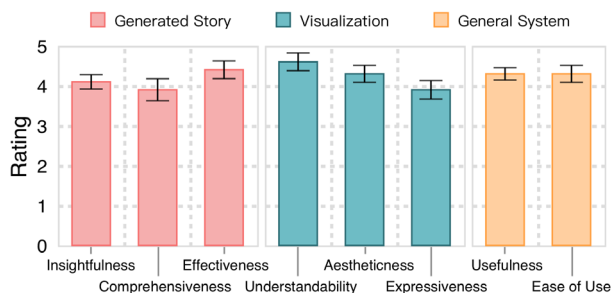 Generated Story
Visualization
General System
Rating
5
4
3
2
1
0
Insightfulness
Comprehensiveness
Effectiveness
Understandability
Aestheticness
Expressiveness
Usefulness
Ease of Use